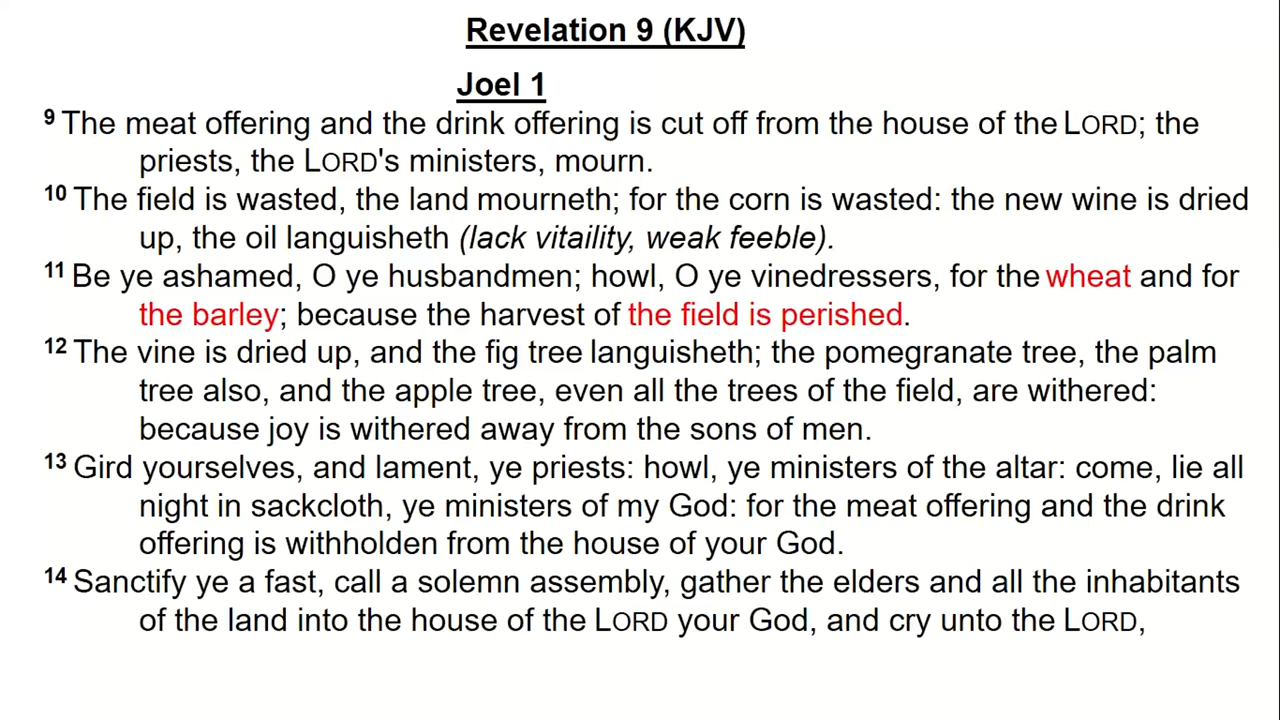 Revelation 9 (KJV)
Joel 1
9 The meat offering and the drink offering is cut off from the house of the LORD; the
priests, the LORD's ministers, mourn.
10 The field is wasted, the land mourneth; for the corn is wasted: the new wine is dried
up, the oil languisheth (lack vitaility, weak feeble).
11 Be ye ashamed, O ye husbandmen; howl, O ye vinedressers, for the wheat and for
the barley; because the harvest of the field is perished.
12 The vine is dried up, and the fig tree languisheth; the pomegranate tree, the palm
tree also, and the apple tree, even all the trees of the field, are withered:
because joy is withered away from the sons of men.
13 Gird yourselves, and lament, ye priests: howl, ye ministers of the altar: come, lie all
night in sackcloth, ye ministers of my God: for the meat offering and the drink
offering is withholden from the house of your God.
14 Sanctify ye a fast, call a solemn assembly, gather the elders and all the inhabitants
of the land into the house of the LORD your God, and cry unto the LORD,